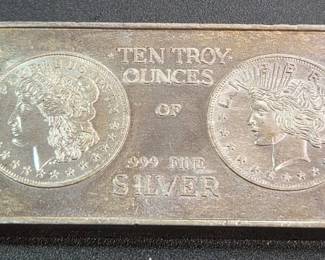 TEN TROY
OUNCES
OF
.999 FINE
SILVER